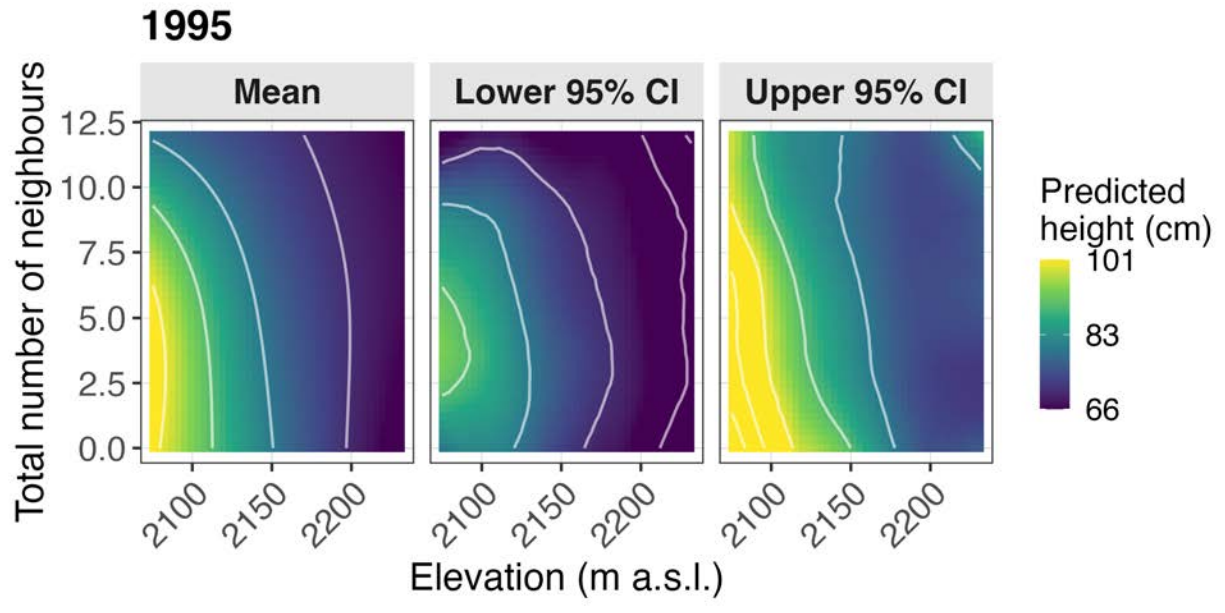 1995
Mean
Lower 95% CI
Upper 95% CI
Total number of neighbours
12.5
10.0
7.5
5.0
2.5
0.0
2100
2150
2200
2100
2150
2200
2100
2150
2200
Elevation (m a.s.l.)
Predicted
height (cm)
101
83
66